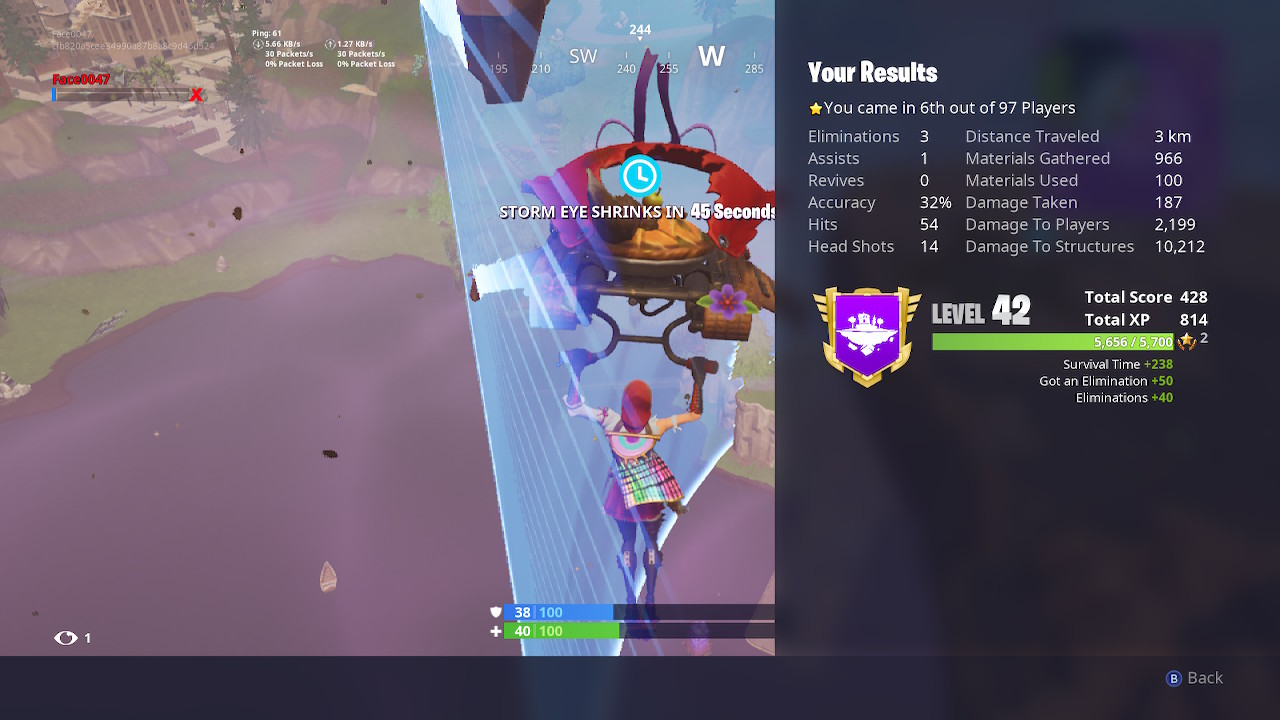 Face0047
Ping: 61
5.66 KB/s 1.27 KB/s
30 Packets/s 30 Packets/s
0% Packet Loss 0% Packet Loss
Face0047
X
244
SW W
195 210 240 255 285
STORM EYE SHRINKS IN 45 Seconds
38 | 100
40 | 100
1
Your Results
You came in 6th out of 97 Players
Eliminations 3 Distance Traveled 3 km
Assists 1 Materials Gathered 966
Revives 0 Materials Used 100
Accuracy 32% Damage Taken 187
Hits 54 Damage To Players 2,199
Head Shots 14 Damage To Structures 10,212
LEVEL 42
Total Score 428
Total XP 814
5,656 / 5,700 2
Survival Time +238
Got an Elimination +50
Eliminations +40
B Back